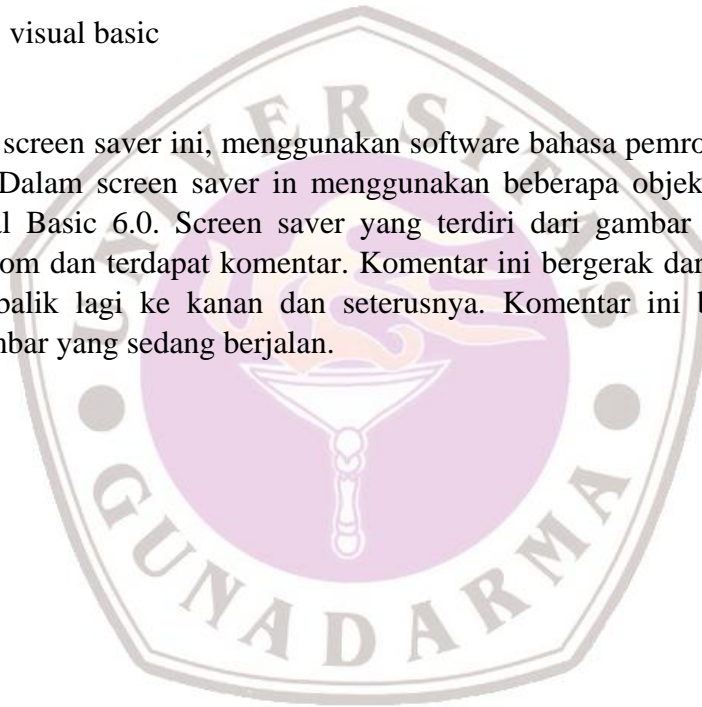 visual basic
screen saver ini, menggunakan software bahasa pemro
Dalam screen saver in menggunakan beberapa objek
l Basic 6.0. Screen saver yang terdiri dari gambar
om dan terdapat komentar. Komentar ini bergerak dar
balik lagi ke kanan dan seterusnya. Komentar ini b
bar yang sedang berjalan.
UNIVERSITAS
GUNADARMA